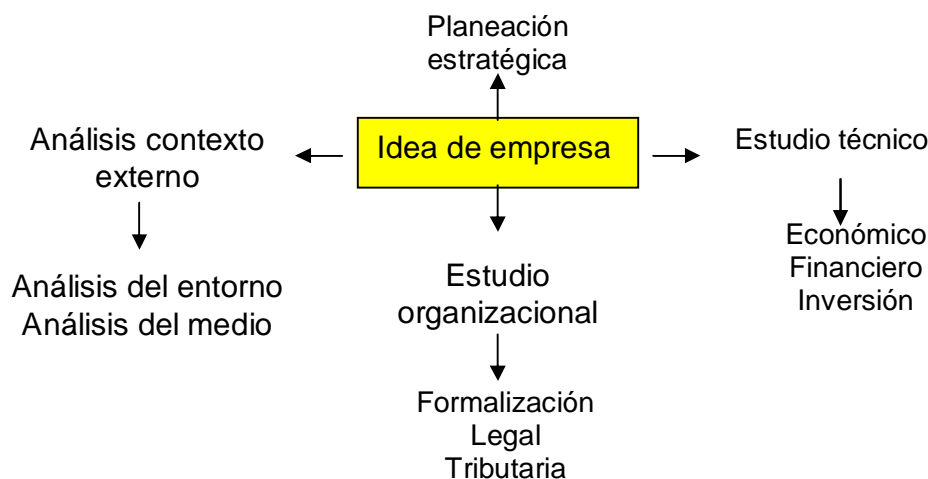 Planeación
estratégica
Análisis contexto
externo
Idea de empresa
Estudio técnico
Análisis del entorno
Análisis del medio
Estudio
organizacional
Económico
Financiero
Inversión
Formalización
Legal
Tributaria